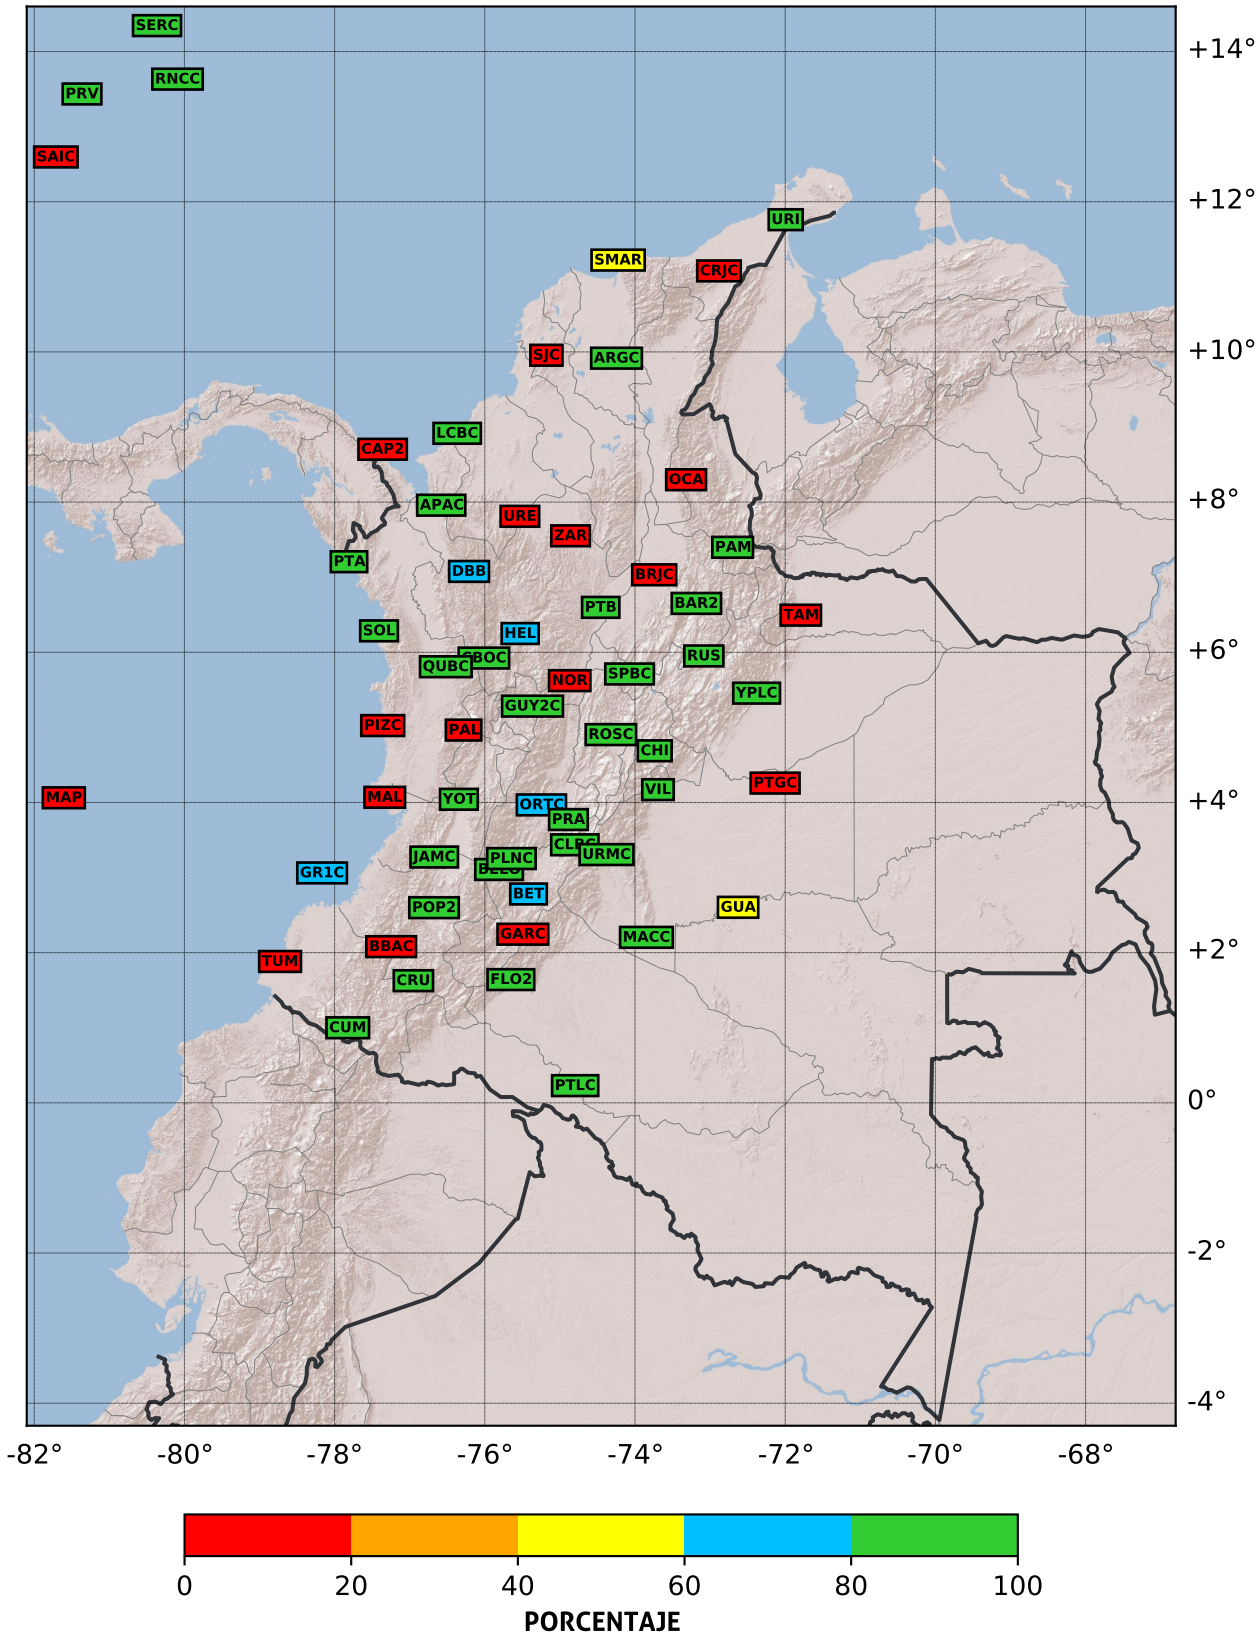 SERC
+14°
RNCC
PRV
SAIC
+12°
URI
SMAR
CRJC
SJC
ARGC
+10°
LCBC
CAP2
OCA
APAC
+8°
URE
ZAR
PAM
PTA
DBB
BRJC
PTB
BAR2
TAM
SOL
HEL
QUBC
RUS
+6°
SPBC
NOR
YPLC
GUY2C
PIZC
PAL
ROSC
CHI
VIL
PTGC
MAP
MAL
YOT
ORTC
+4°
PRA
JAMC
PLNC
URMC
GR1C
BET
POP2
GUA
GARC
MACC
BBAC
+2°
TUM
CRU
FLO2
CUM
PTLC
0°
-2°
-4°
-82°
-80°
-78°
-76°
-74°
-72°
-70°
-68°
0
20
40
60
80
100
PORCENTAJE